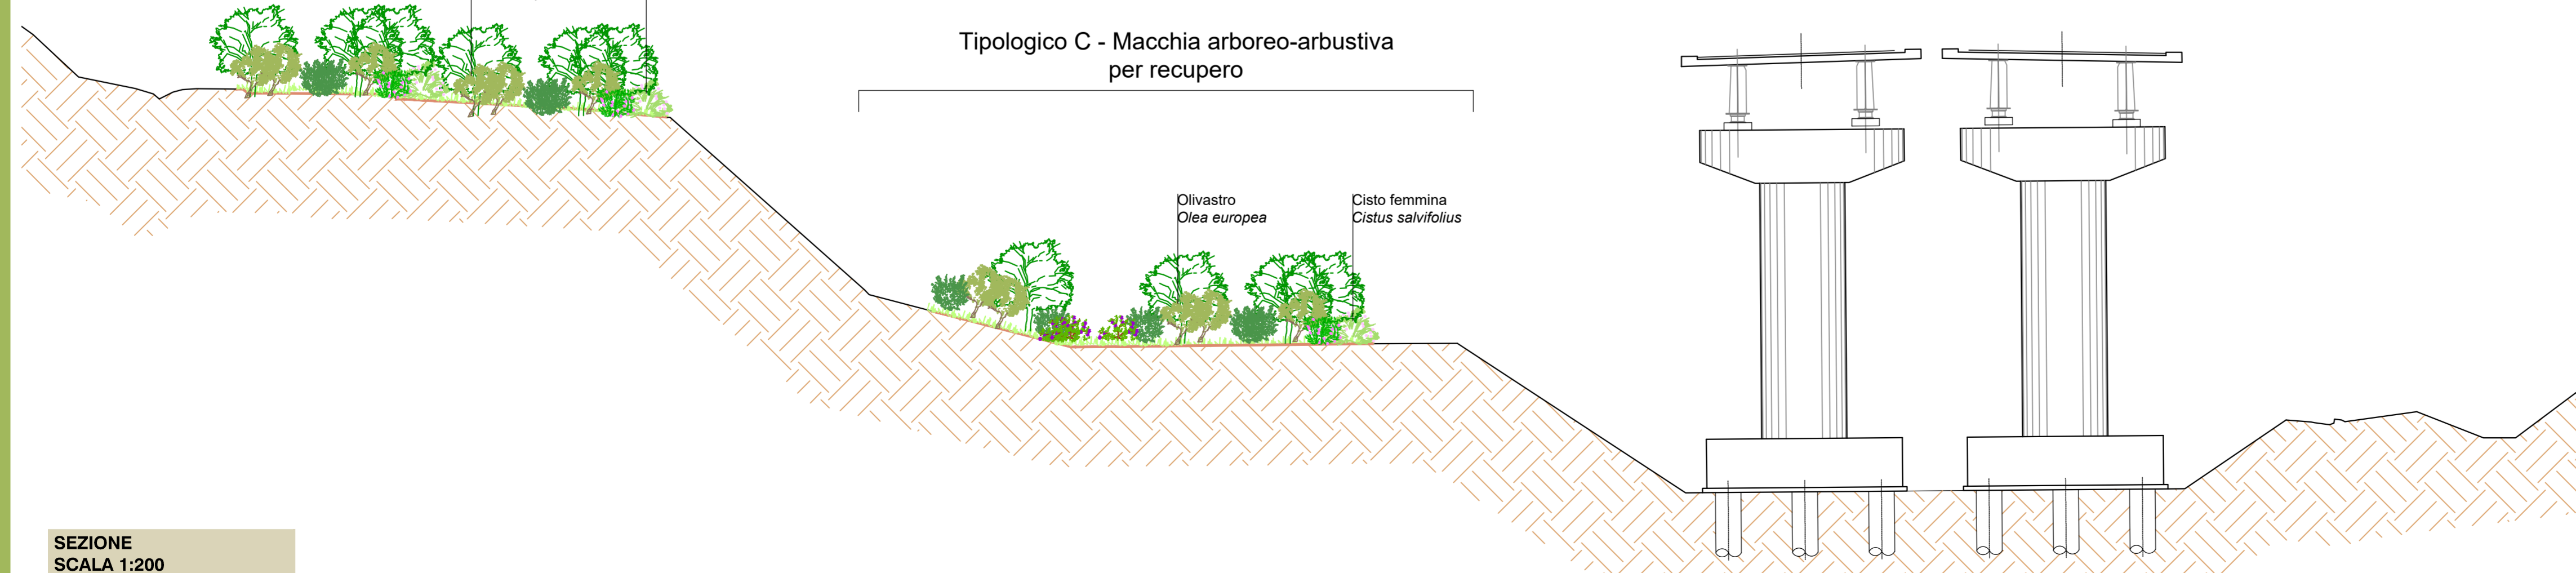 Tipologico C - Macchia arboreo-arbustiva
per recupero
Olivastro
Olea europea
Cisto femmina
Cistus salvifolius
SEZIONE
SCALA 1:200